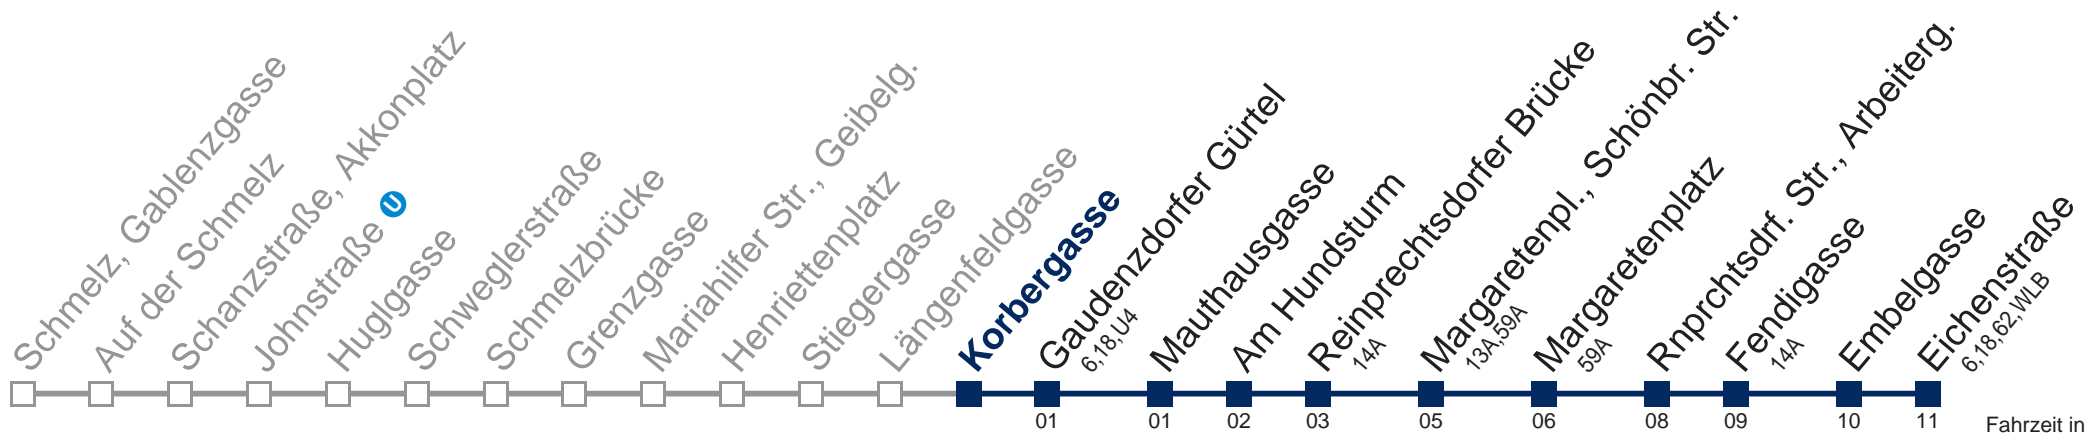 Schmelz, Gablenzgasse
Auf der Schmelz
Schanzstraße, Akkonplatz
Johnstraße U
Huglgasse
Schweglerstraße
Schmelzbrücke
Grenzgasse
Mariahilfer Str., Geibelg.
Henriettenplatz
Stiegergasse
Längenfeldgasse
Korbergasse
Gaudenzdorfer Gürtel
6,18,U4
Mauthausgasse
Am Hundsturm
Reinprechtsdorfer Brücke
14A
Margaretenpl., Schönbr. Str.
13A,59A
Margaretenplatz
59A
Rnprchtsdrf. Str., Arbeiterg.
Fendigasse
14A
Embelgasse
Eichenstraße
6,18,62,WLB
01 01 02 03 05 06 08 09 10 11
Fahrzeit in